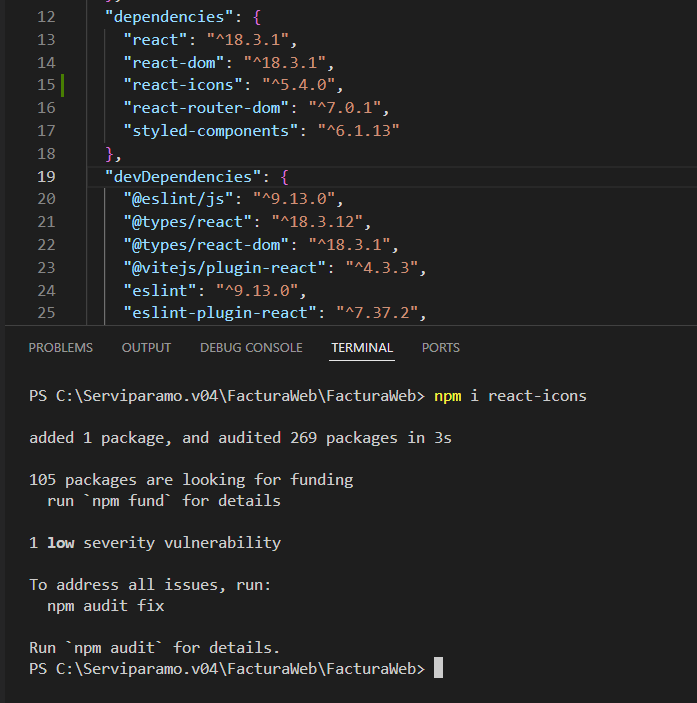 12 "dependencies": {
13 "react": "^18.3.1",
14 "react-dom": "^18.3.1",
15 "react-icons": "^5.4.0",
16 "react-router-dom": "^7.0.1",
17 "styled-components": "^6.1.13"
18 },
19 "devDependencies": {
20 "@eslint/js": "^9.13.0",
21 "@types/react": "^18.3.12",
22 "@types/react-dom": "^18.3.1",
23 "@vitejs/plugin-react": "^4.3.3",
24 "eslint": "^9.13.0",
25 "eslint-plugin-react": "^7.37.2",
PROBLEMS OUTPUT DEBUG CONSOLE TERMINAL PORTS
PS C:\Serviparamo.v04\FacturaWeb\FacturaWeb> npm i react-icons
added 1 package, and audited 269 packages in 3s
105 packages are looking for funding
run `npm fund` for details
1 low severity vulnerability
To address all issues, run:
npm audit fix
Run `npm audit` for details.
PS C:\Serviparamo.v04\FacturaWeb\FacturaWeb>